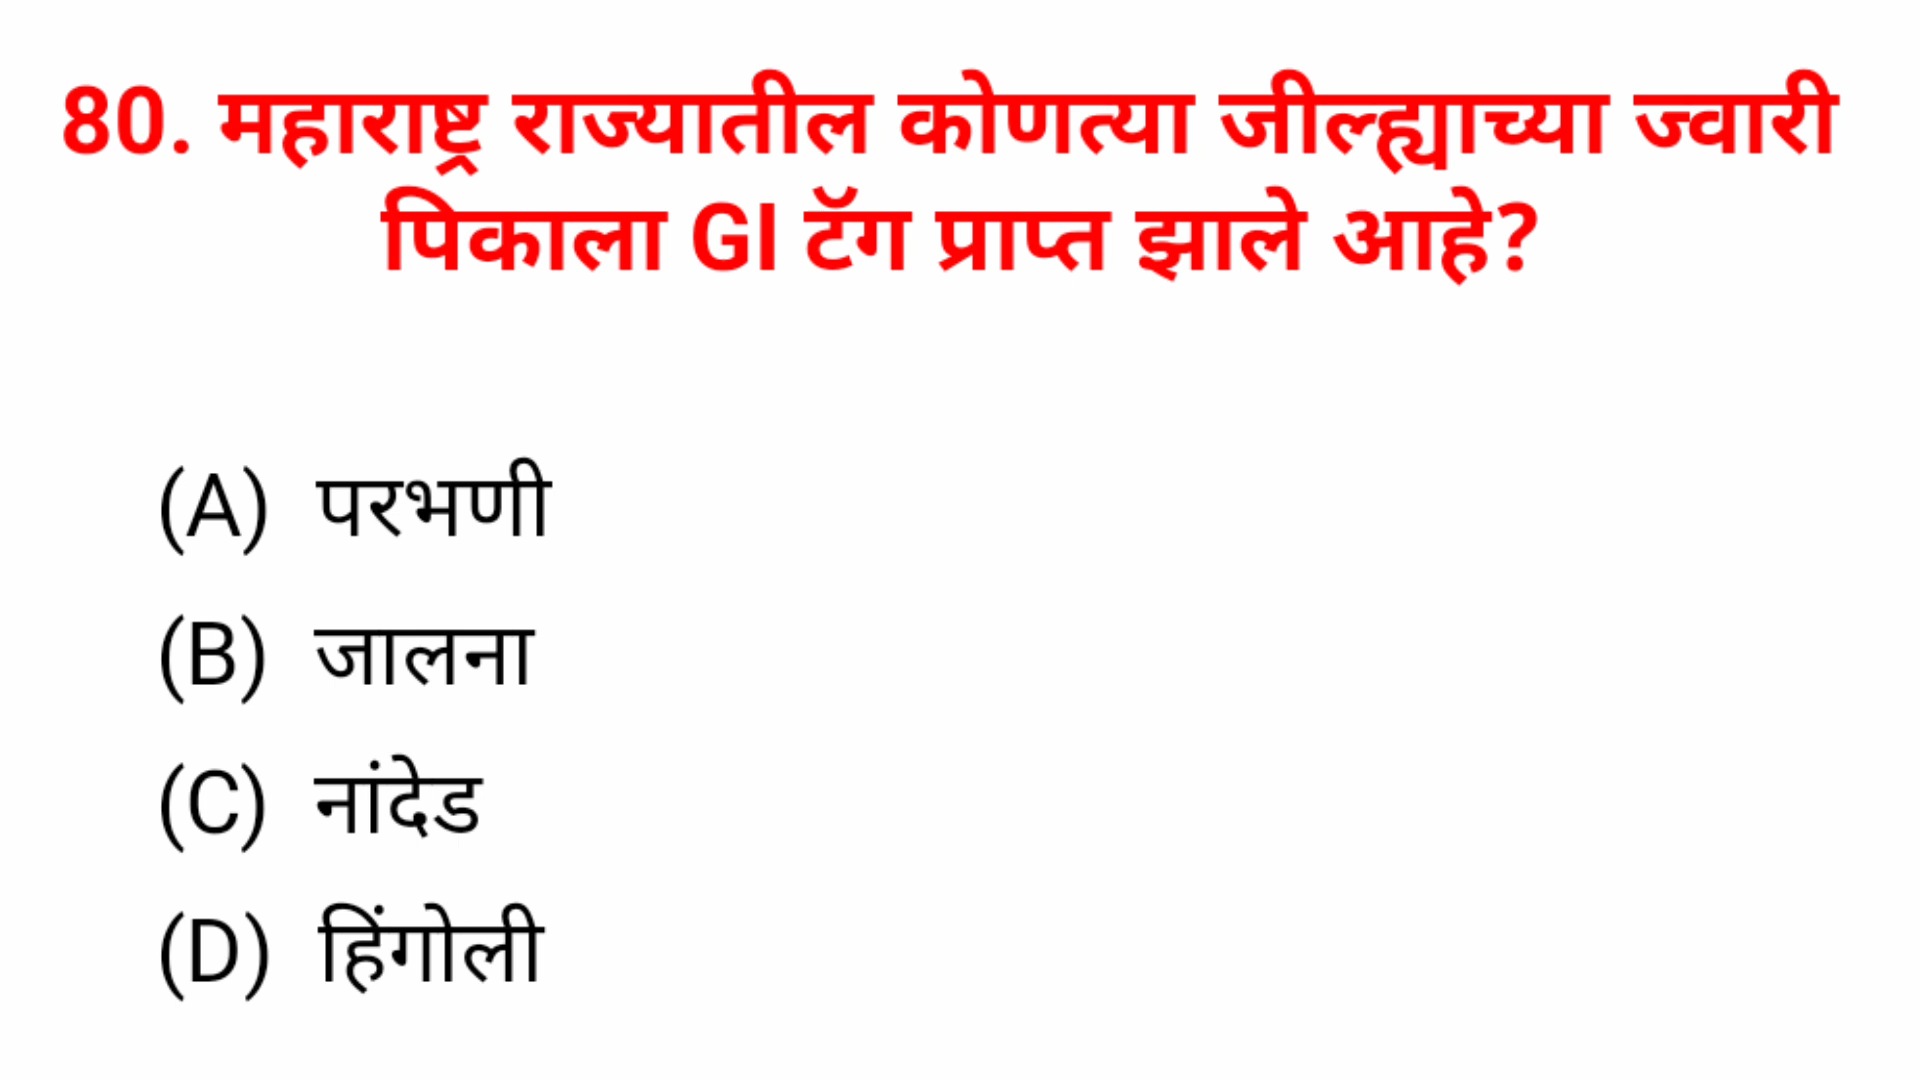 80. महाराष्ट्र राज्यातील कोणत्या जील्ह्याच्या ज्वारी
पिकाला GI टॅग प्राप्त झाले आहे?
(A) परभणी
(B) जालना
(C) नांदेड
(D) हिंगोली